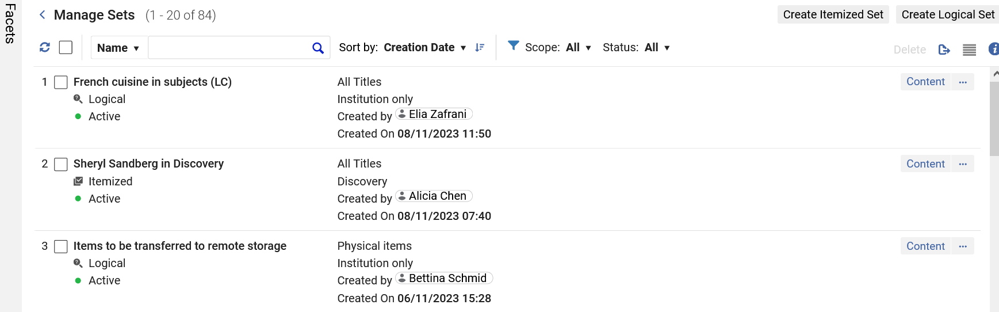 Facets
Manage Sets (1 - 20 of 84)
Create Itemized Set
Create Logical Set
Name
Sort by: Creation Date
Scope: All
Status: All
Delete
1
French cuisine in subjects (LC)
Logical
Active
All Titles
Institution only
Created by Elia Zafrani
Created On 08/11/2023 11:50
Content
2
Sheryl Sandberg in Discovery
Itemized
Active
All Titles
Discovery
Created by Alicia Chen
Created On 08/11/2023 07:40
Content
3
Items to be transferred to remote storage
Logical
Active
Physical items
Institution only
Created by Bettina Schmid
Created On 06/11/2023 15:28
Content